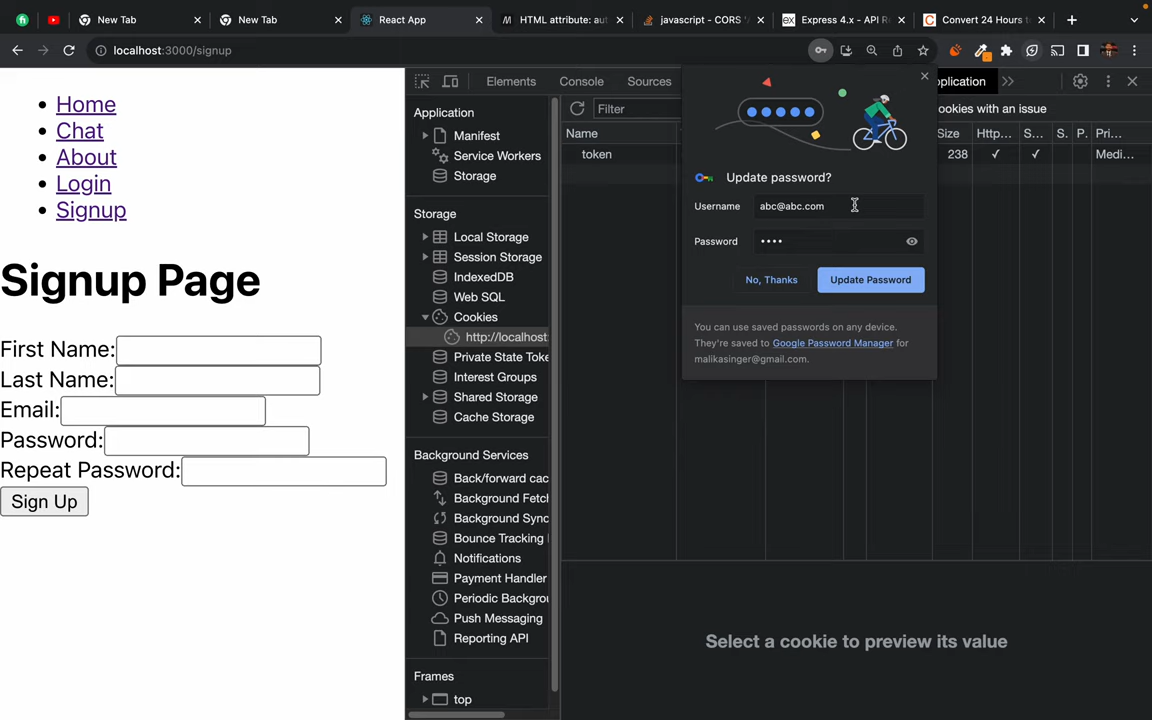 New Tab
New Tab
React App
HTML attribute: aut
javascript - CORS '
Express 4.x - API R
Convert 24 Hours t
localhost:3000/signup
Home
Chat
About
Login
Signup
Signup Page
First Name:
Last Name:
Email:
Password:
Repeat Password:
Sign Up
Elements
Console
Sources
plication
Application
Manifest
Service Workers
Storage
Storage
Local Storage
Session Storage
IndexedDB
Web SQL
Cookies
http://localhost:
Private State Toke
Interest Groups
Shared Storage
Cache Storage
Background Services
Back/forward cac
Background Fetch
Background Sync
Bounce Tracking
Notifications
Payment Handler
Periodic Backgrou
Push Messaging
Reporting API
Frames
top
Filter
ookies with an issue
Name
Size
Http...
S...
S.
P.
Pri...
token
238
✓
✓
Medi...
Update password?
Username
abc@abc.com
Password
••••
No, Thanks
Update Password
You can use saved passwords on any device.
They're saved to Google Password Manager for
malikasinger@gmail.com.
Select a cookie to preview its value